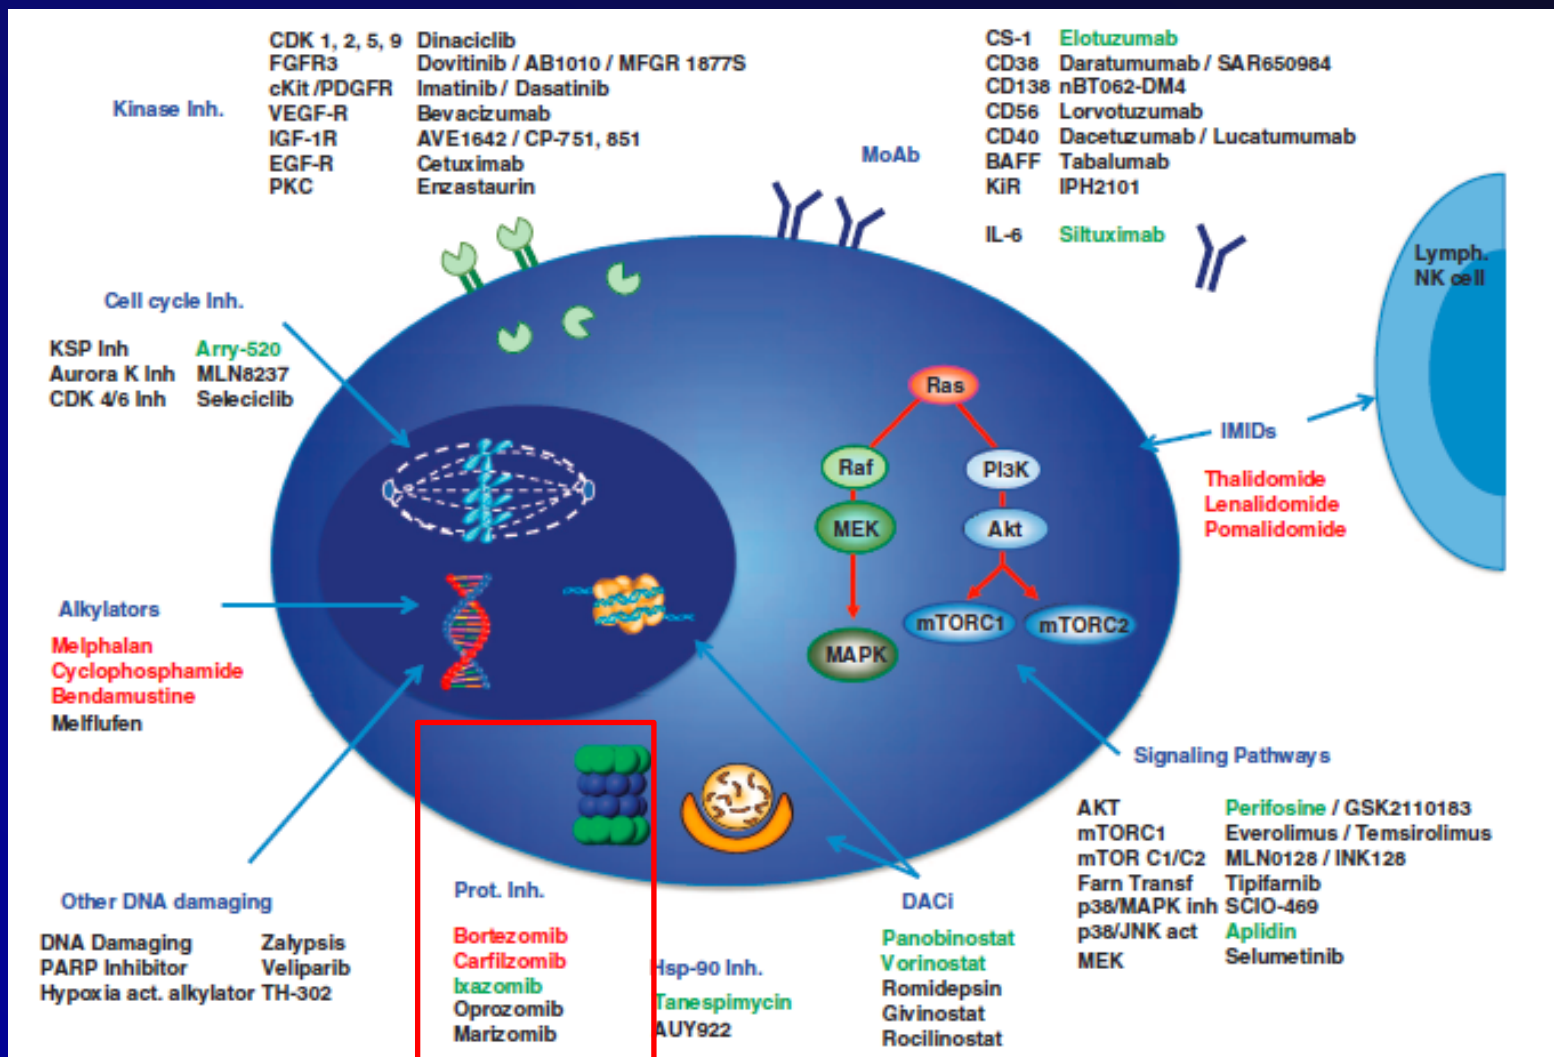 Kinase Inh.
CDK 1, 2, 5, 9 Dinaciclib
FGFR3 Dovitinib / AB1010 / MFGR 1877S
cKit /PDGFR Imatinib / Dasatinib
VEGF-R Bevacizumab
IGF-1R AVE1642 / CP-751, 851
EGF-R Cetuximab
PKC Enzastaurin
MoAb
CS-1 Elotuzumab
CD38 Daratumumab / SAR650984
CD138 nBT062-DM4
CD56 Lorvotuzumab
CD40 Dacetuzumab / Lucatumumab
BAFF Tabalumab
KiR IPH2101
IL-6 Siltuximab
Lymph.
NK cell
Cell cycle Inh.
KSP Inh Arry-520
Aurora K Inh MLN8237
CDK 4/6 Inh Seleciclib
Ras
Raf
PI3K
MEK
Akt
mTORC1
mTORC2
MAPK
IMIDs
Thalidomide
Lenalidomide
Pomalidomide
Alkylators
Melphalan
Cyclophosphamide
Bendamustine
Melflufen
Signaling Pathways
AKT Perifosine / GSK2110183
mTORC1 Everolimus / Temsirolimus
mTOR C1/C2 MLN0128 / INK128
Farn Transf Tipifarnib
p38/MAPK inh SCIO-469
p38/JNK act Aplidin
MEK Selumetinib
Other DNA damaging
DNA Damaging Zalypsis
PARP Inhibitor Veliparib
Hypoxia act. alkylator TH-302
Prot. Inh.
Bortezomib
Carfilzomib
Ixazomib
Oprozomib
Marizomib
Hsp-90 Inh.
Tanespimycin
AUY922
DACi
Panobinostat
Vorinostat
Romidepsin
Givinostat
Rocilinostat